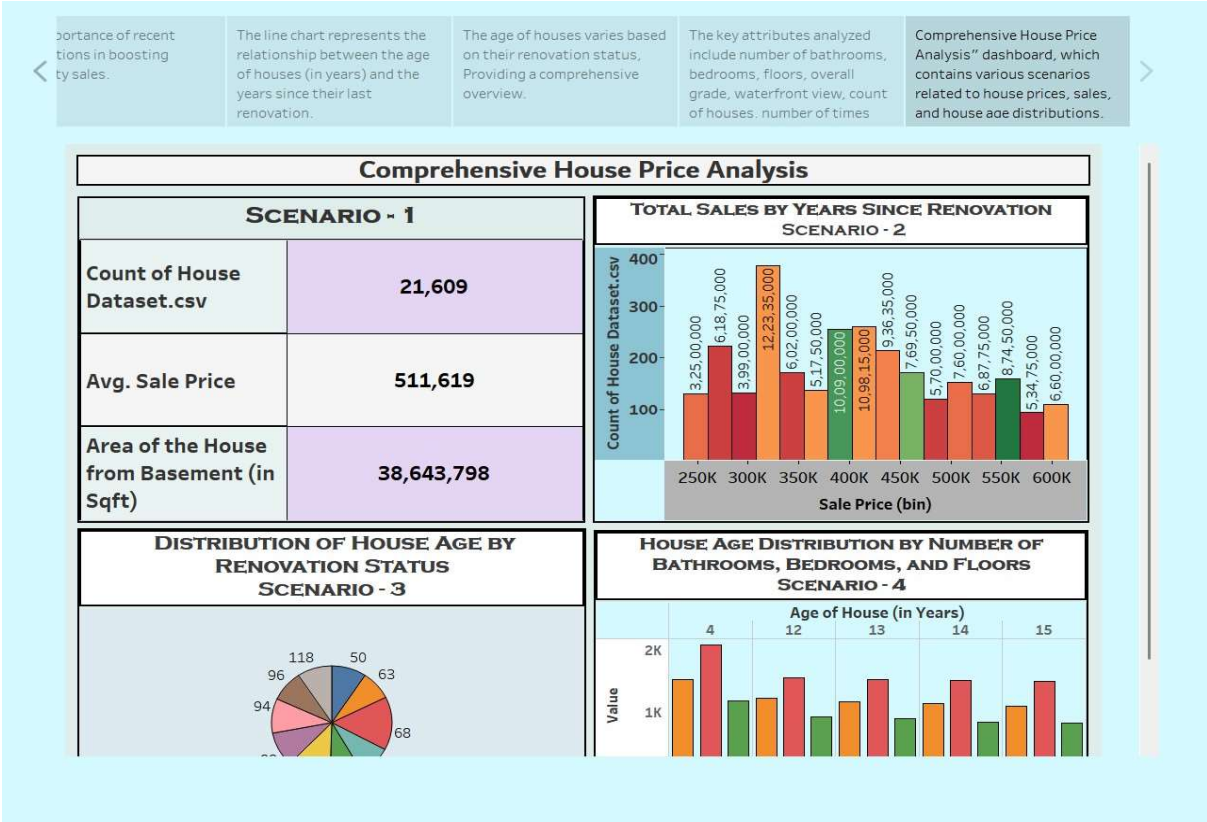 portance of recent
tions in boosting
ty sales.
The line chart represents the
relationship between the age
of houses (in years) and the
years since their last
renovation.
The age of houses varies based
on their renovation status,
Providing a comprehensive
overview.
The key attributes analyzed
include number of bathrooms,
bedrooms, floors, overall
grade, waterfront view, count
of houses. number of times
Comprehensive House Price
Analysis” dashboard, which
contains various scenarios
related to house prices, sales,
and house age distributions.
Comprehensive House Price Analysis
SCENARIO - 1
Count of House
Dataset.csv
21,609
Avg. Sale Price
511,619
Area of the House
from Basement (in
Sqft)
38,643,798
TOTAL SALES BY YEARS SINCE RENOVATION
SCENARIO - 2
Count of House Dataset.csv
400
300
200
100
3,25,00,000
6,18,75,000
3,99,00,000
12,23,35,000
6,02,00,000
5,17,50,000
10,09,00,000
10,98,15,000
9,36,35,000
7,69,50,000
5,70,00,000
7,60,00,000
6,87,75,000
8,74,50,000
5,34,75,000
6,60,00,000
250K 300K 350K 400K 450K 500K 550K 600K
Sale Price (bin)
DISTRIBUTION OF HOUSE AGE BY
RENOVATION STATUS
SCENARIO - 3
118 50
96 63
94
68
HOUSE AGE DISTRIBUTION BY NUMBER OF
BATHROOMS, BEDROOMS, AND FLOORS
SCENARIO - 4
Age of House (in Years)
4 12 13 14 15
2K
1K
Value